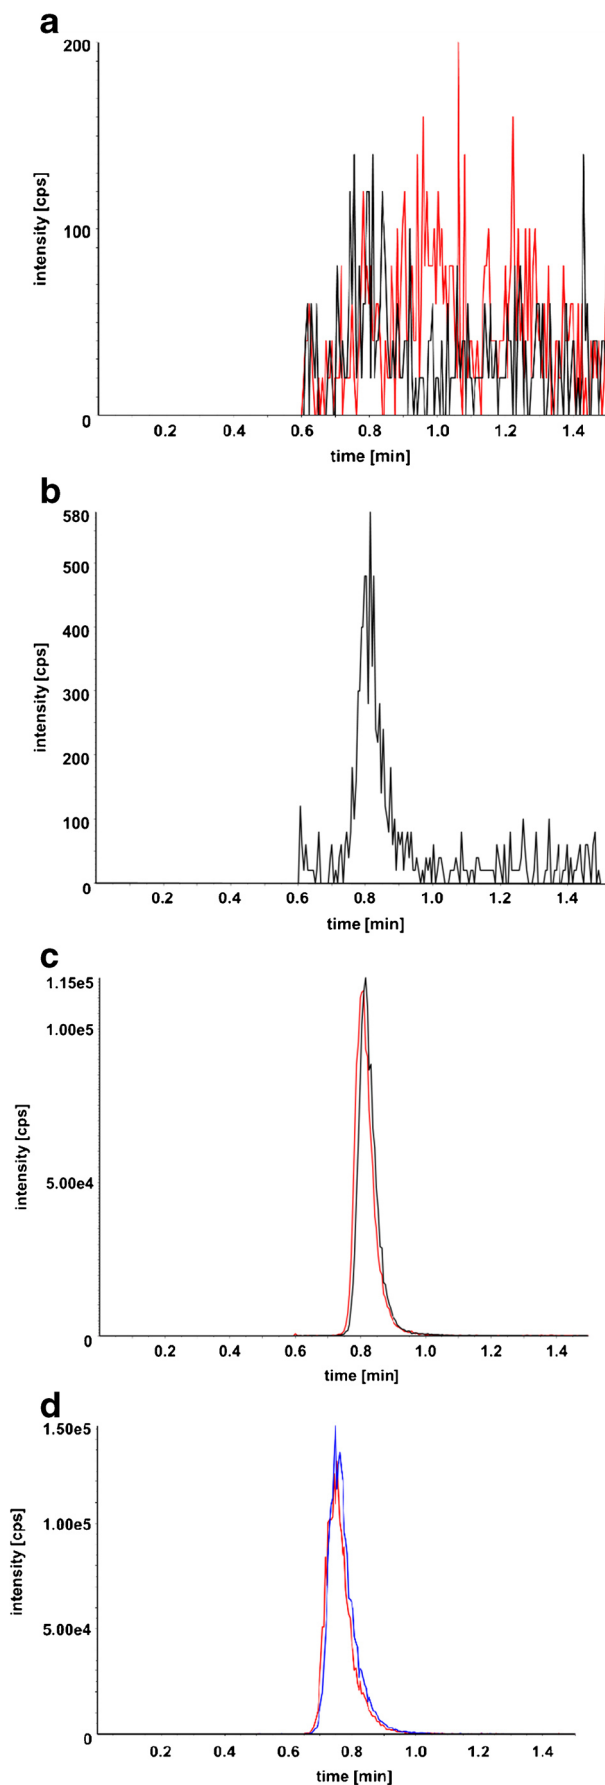 a
200
100
0
intensity [cps]
0.2 0.4 0.6 0.8 1.0 1.2 1.4
time [min]
b
580
500
400
300
200
100
0
intensity [cps]
0.2 0.4 0.6 0.8 1.0 1.2 1.4
time [min]
c
1.15e5
1.00e5
5.00e4
0
intensity [cps]
0.2 0.4 0.6 0.8 1.0 1.2 1.4
time [min]
d
1.50e5
1.00e5
5.00e4
0
intensity [cps]
0.2 0.4 0.6 0.8 1.0 1.2 1.4
time [min]